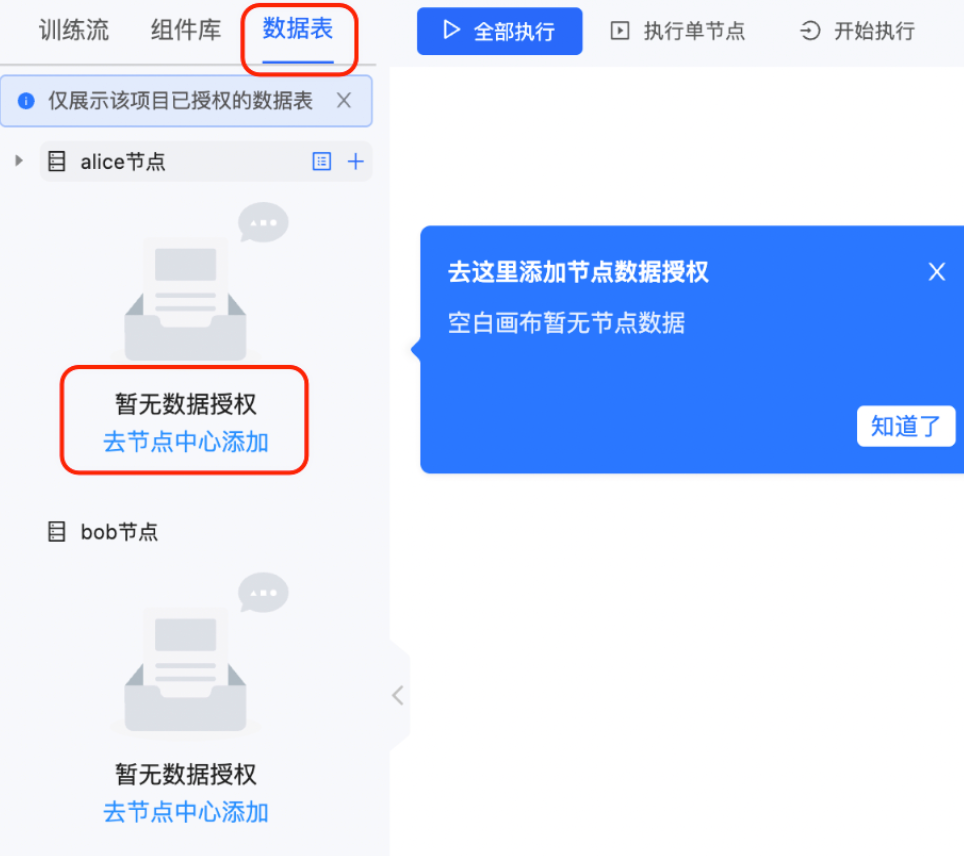 训练流 组件库 数据表 全部执行 执行单节点 开始执行
仅展示该项目已授权的数据表
alice节点
去这里添加节点数据授权
空白画布暂无节点数据
知道了
暂无数据授权
去节点中心添加
bob节点
暂无数据授权
去节点中心添加